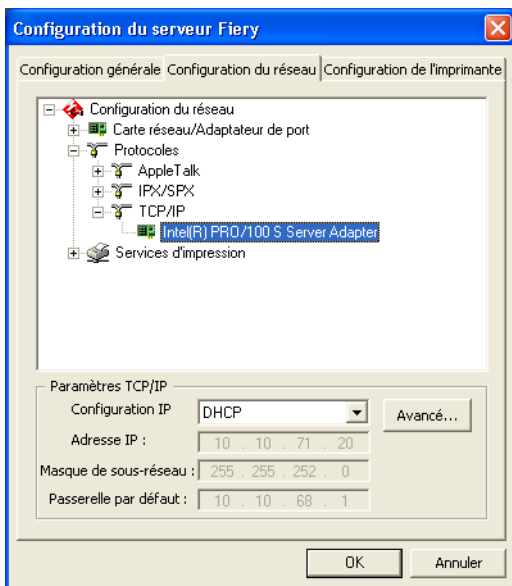 Configuration du serveur Fiery
Configuration générale Configuration du réseau Configuration de l'imprimante
Configuration du réseau
Carte réseau/Adaptateur de port
Protocoles
AppleTalk
IPX/SPX
TCP/IP
Intel(R) PRO/100 S Server Adapter
Services d'impression
Paramètres TCP/IP
Configuration IP DHCP Avancé...
Adresse IP : 10 . 10 . 71 . 20
Masque de sous-réseau : 255 . 255 . 252 . 0
Passerelle par défaut : 10 . 10 . 68 . 1
OK Annuler